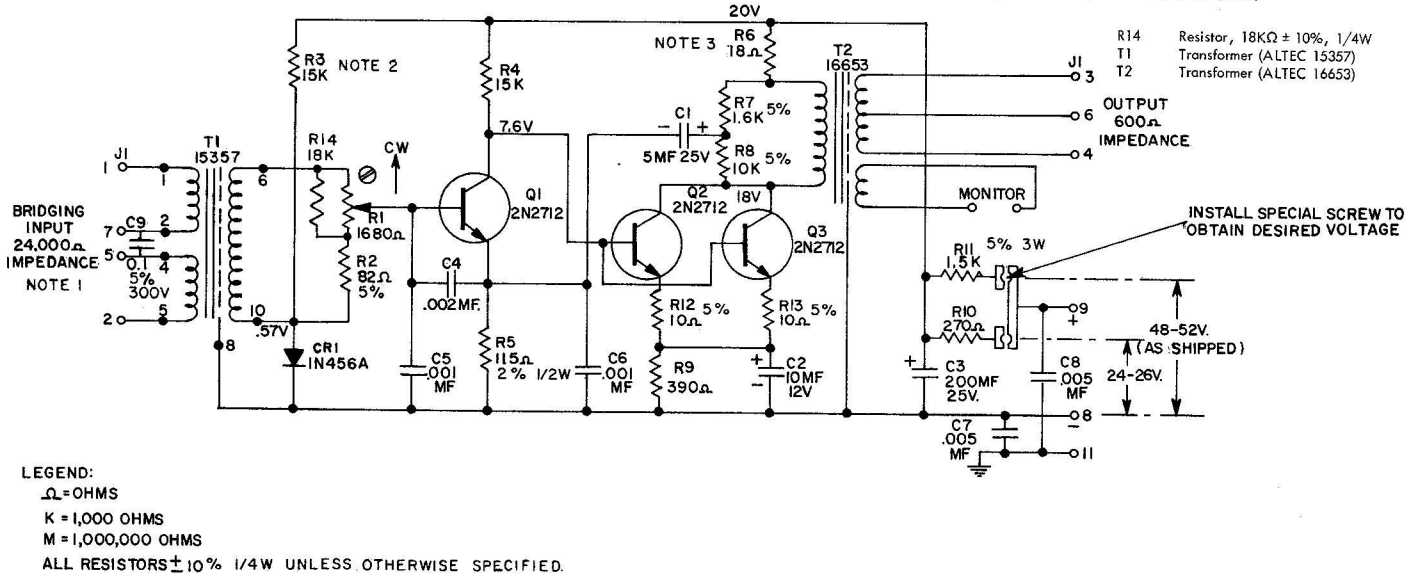 R14 Resistor, 18KΩ ± 10%, 1/4W
T1 Transformer (ALTEC 15357)
T2 Transformer (ALTEC 16653)
20V
R3
15K
NOTE 2
R4
15K
7.6V
NOTE 3
R6
18Ω
T2
16653
R7 5%
1.6K
C1
- +
5MF 25V
R8 5%
10K
J1
3
6
4
OUTPUT
600Ω
IMPEDANCE
MONITOR
T1
15357
J1
1
1
6
R14
18K
CW
R1
1680Ω
Q1
2N2712
Q2
2N2712
18V
Q3
2N2712
BRIDGING
INPUT
24,000Ω
IMPEDANCE
NOTE 1
7
2
C9
0.1
5%
300V
5
4
2
5
10
8
R2
82Ω
5%
.57V
CR1
1N456A
C4
.002MF.
C5
.001
MF
R5
115Ω
2% 1/2W
C6
.001
MF
R12 5%
10Ω
R13 5%
10Ω
R9
390Ω
+
C2
10MF
12V
-
INSTALL SPECIAL SCREW TO
OBTAIN DESIRED VOLTAGE
R11
1.5K
5% 3W
R10
270Ω
9
+
48-52V.
(AS SHIPPED)
24-26V.
+
C3
200MF
25V.
C8
.005
MF
8
-
C7
.005
MF
11
LEGEND:
Ω=OHMS
K = 1,000 OHMS
M = 1,000,000 OHMS
ALL RESISTORS ± 10% 1/4W UNLESS OTHERWISE SPECIFIED.